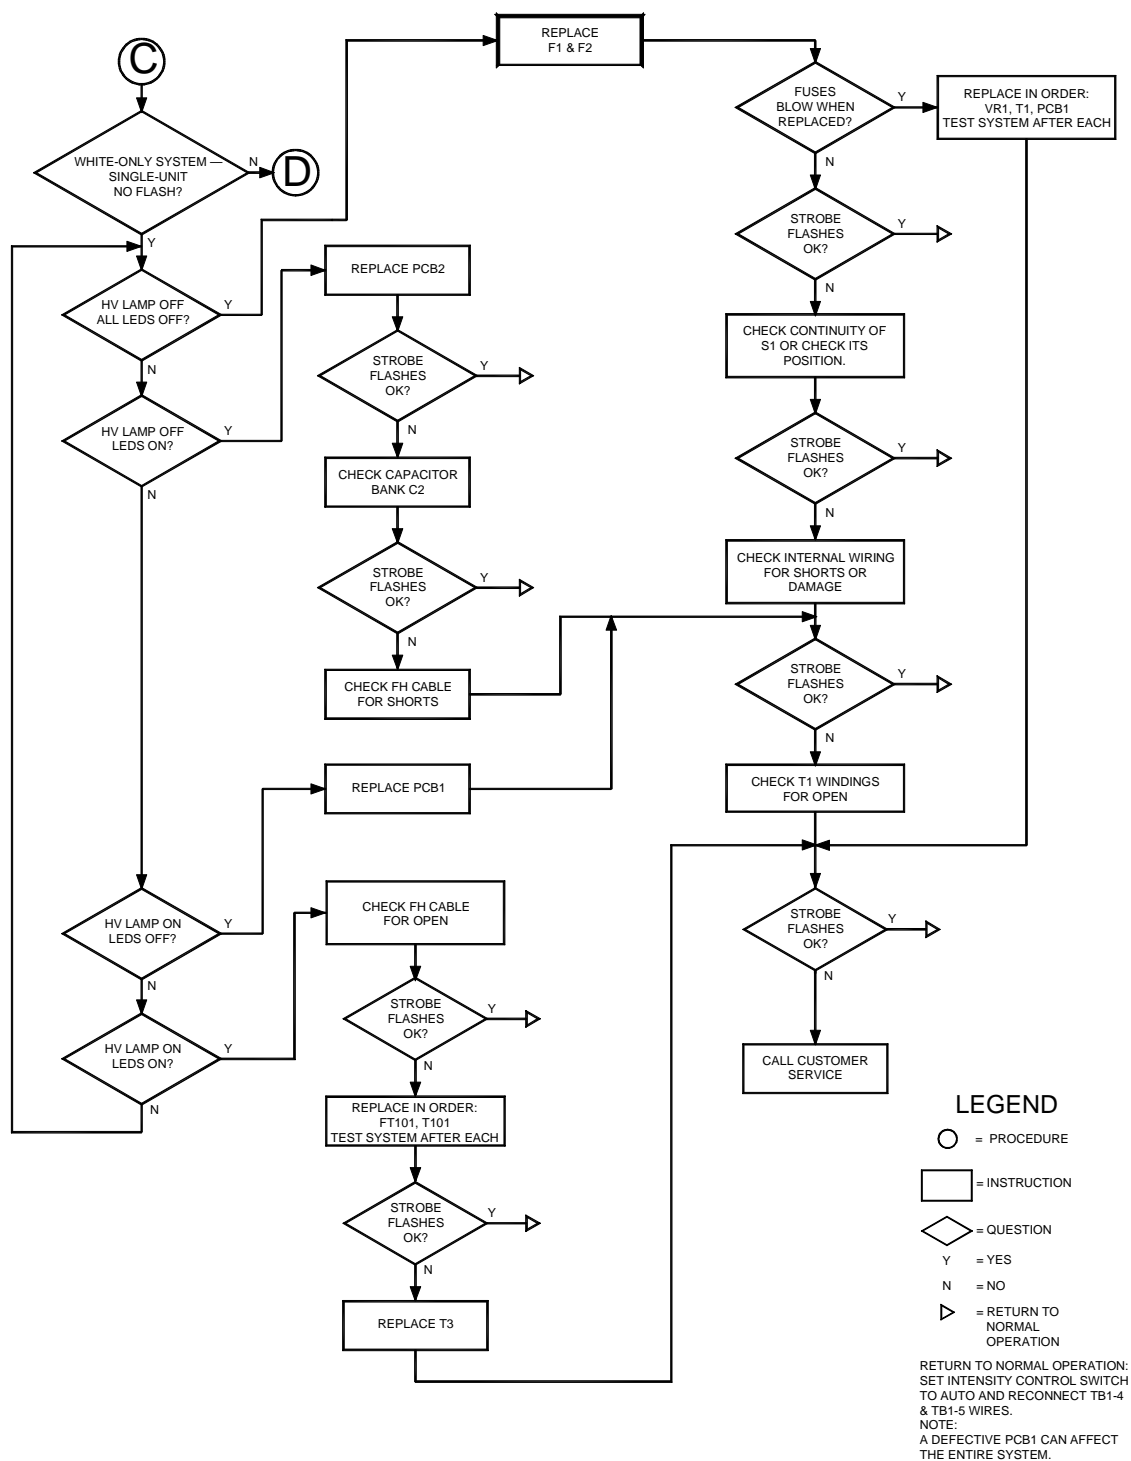 C
WHITE-ONLY SYSTEM —
SINGLE-UNIT
NO FLASH?
N
D
Y
HV LAMP OFF
ALL LEDS OFF?
Y
N
HV LAMP OFF
LEDS ON?
Y
N
HV LAMP ON
LEDS OFF?
Y
N
HV LAMP ON
LEDS ON?
Y
N
REPLACE PCB2
STROBE
FLASHES
OK?
Y
N
CHECK CAPACITOR
BANK C2
STROBE
FLASHES
OK?
Y
N
CHECK FH CABLE
FOR SHORTS
REPLACE PCB1
CHECK FH CABLE
FOR OPEN
STROBE
FLASHES
OK?
Y
N
REPLACE IN ORDER:
FT101, T101
TEST SYSTEM AFTER EACH
STROBE
FLASHES
OK?
Y
N
REPLACE T3
REPLACE
F1 & F2
FUSES
BLOW WHEN
REPLACED?
Y
REPLACE IN ORDER:
VR1, T1, PCB1
TEST SYSTEM AFTER EACH
N
STROBE
FLASHES
OK?
Y
N
CHECK CONTINUITY OF
S1 OR CHECK ITS
POSITION.
STROBE
FLASHES
OK?
Y
N
CHECK INTERNAL WIRING
FOR SHORTS OR
DAMAGE
STROBE
FLASHES
OK?
Y
N
CHECK T1 WINDINGS
FOR OPEN
STROBE
FLASHES
OK?
Y
N
CALL CUSTOMER
SERVICE
LEGEND
= PROCEDURE
= INSTRUCTION
= QUESTION
Y = YES
N = NO
= RETURN TO
NORMAL
OPERATION
RETURN TO NORMAL OPERATION:
SET INTENSITY CONTROL SWITCH
TO AUTO AND RECONNECT TB1-4
& TB1-5 WIRES.
NOTE:
A DEFECTIVE PCB1 CAN AFFECT
THE ENTIRE SYSTEM.